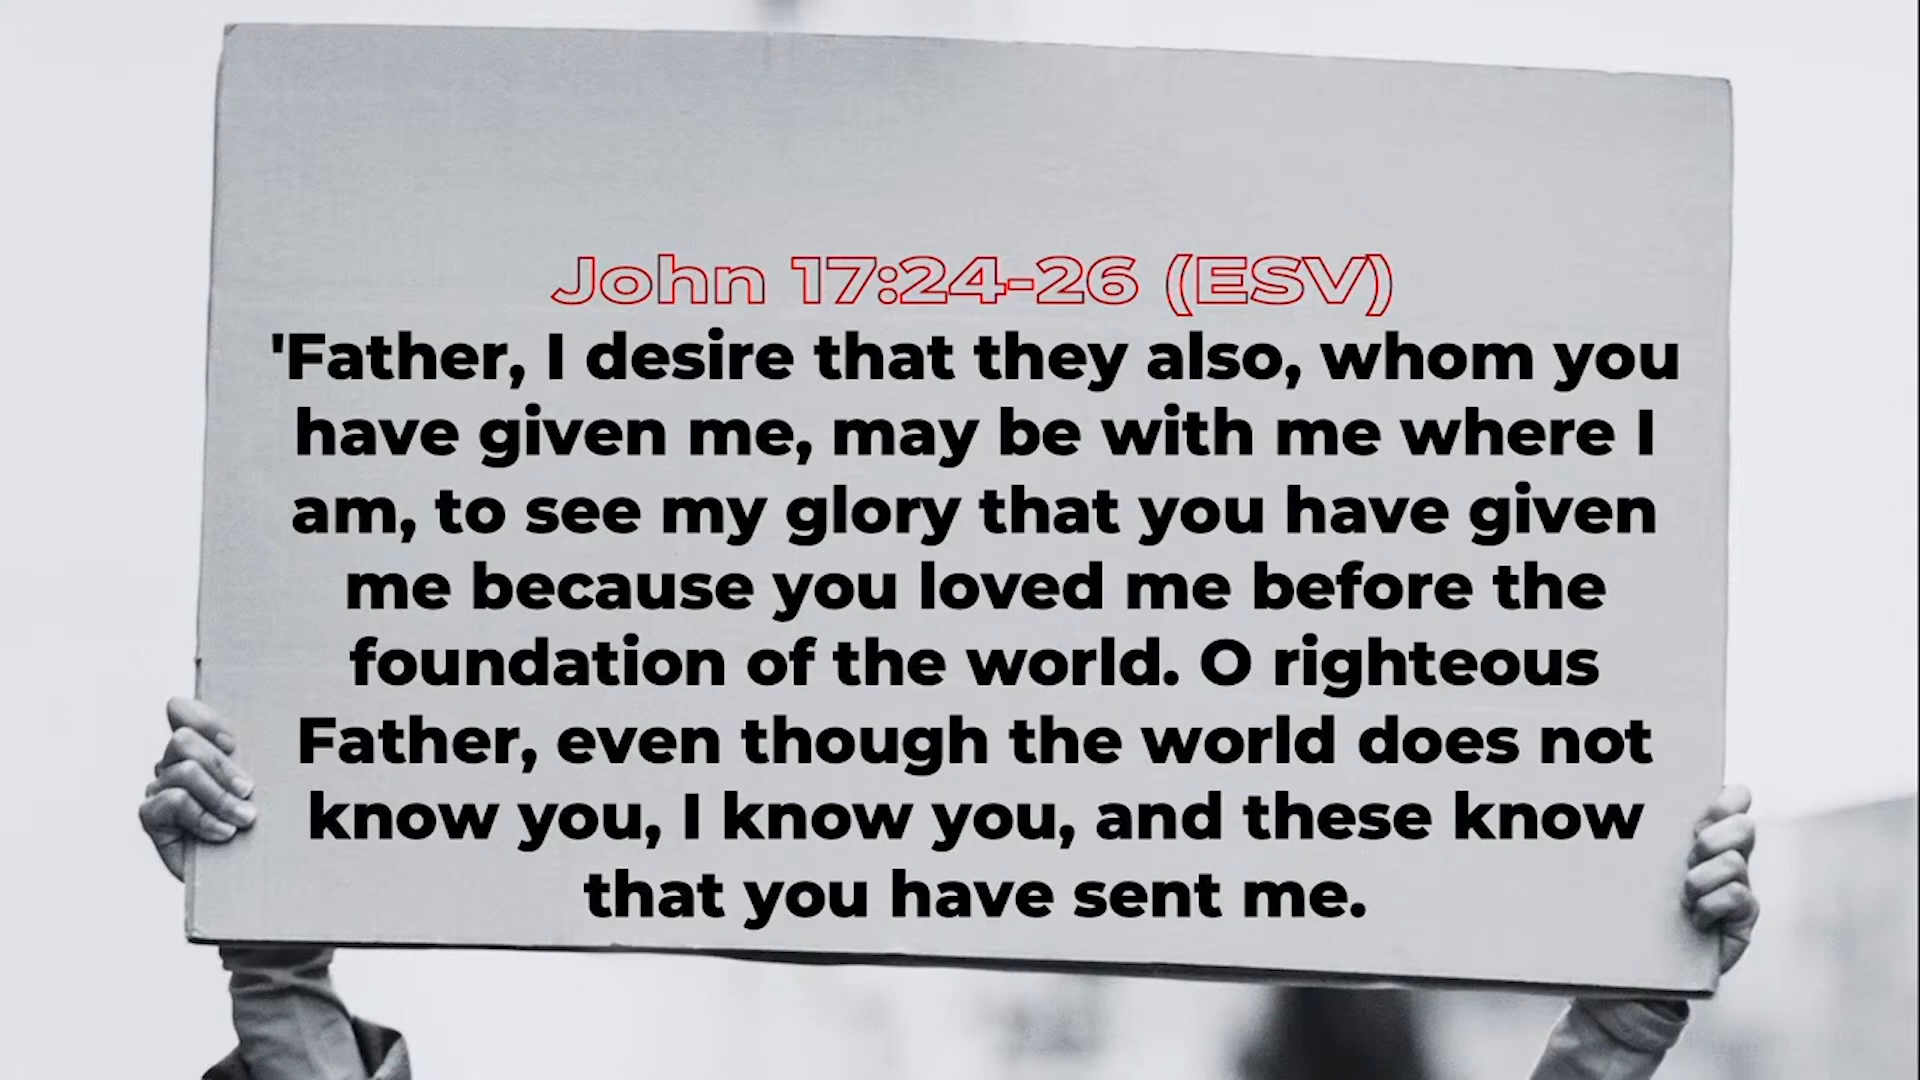 John 17:24-26 (ESV)
'Father, I desire that they also, whom you
have given me, may be with me where I
am, to see my glory that you have given
me because you loved me before the
foundation of the world. O righteous
Father, even though the world does not
know you, I know you, and these know
that you have sent me.